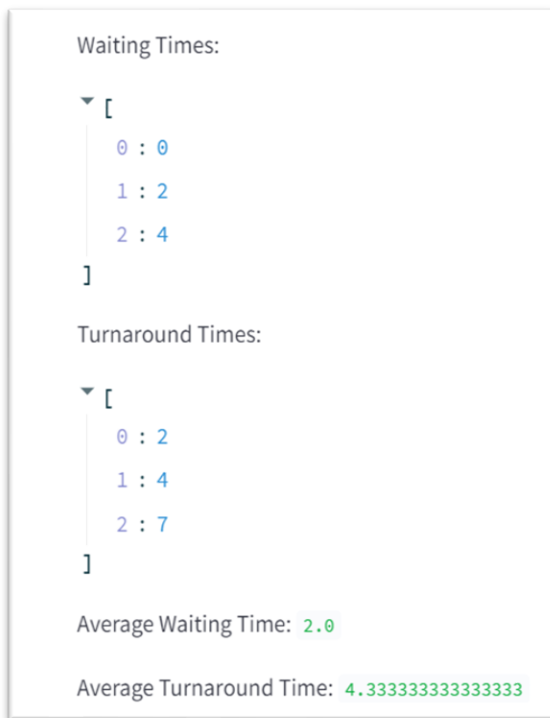 Waiting Times:
[
0 : 0
1 : 2
2 : 4
]
Turnaround Times:
[
0 : 2
1 : 4
2 : 7
]
Average Waiting Time: 2.0
Average Turnaround Time: 4.333333333333333